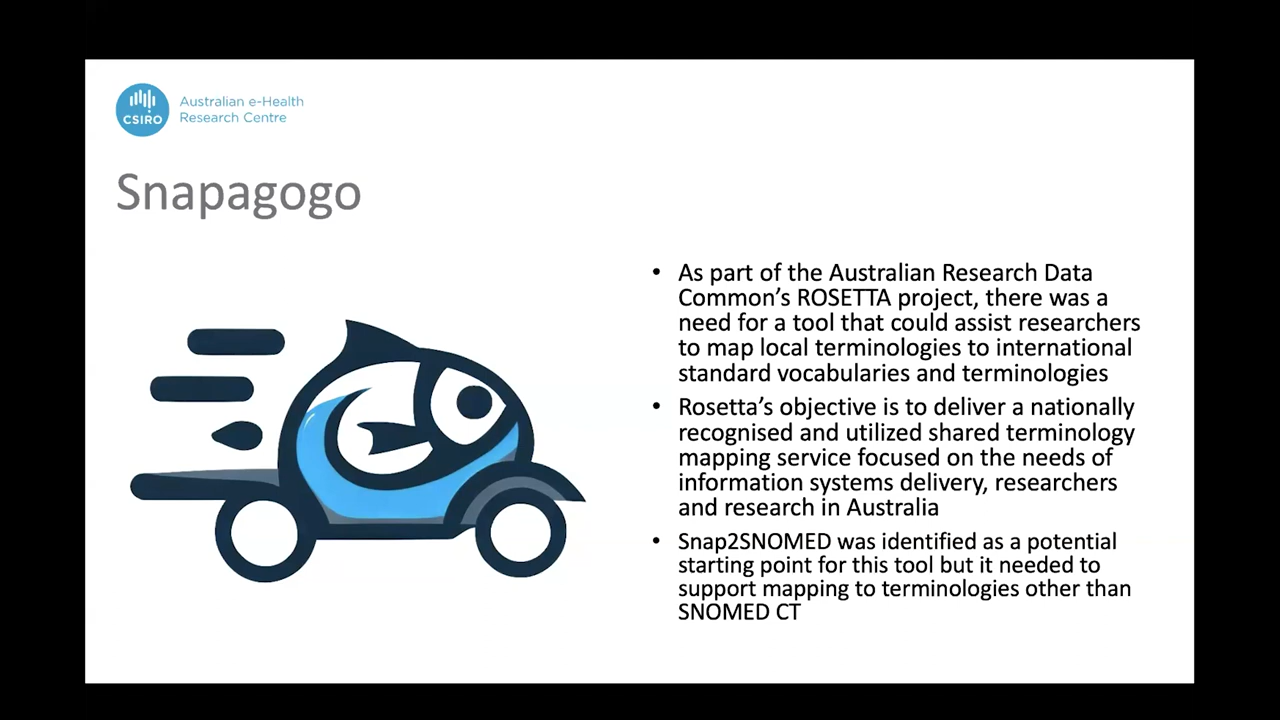 CSIRO
Australian e-Health
Research Centre
Snapagogo
• As part of the Australian Research Data
Common's ROSETTA project, there was a
need for a tool that could assist researchers
to map local terminologies to international
standard vocabularies and terminologies
• Rosetta's objective is to deliver a nationally
recognised and utilized shared terminology
mapping service focused on the needs of
information systems delivery, researchers
and research in Australia
• Snap2SNOMED was identified as a potential
starting point for this tool but it needed to
support mapping to terminologies other than
SNOMED CT